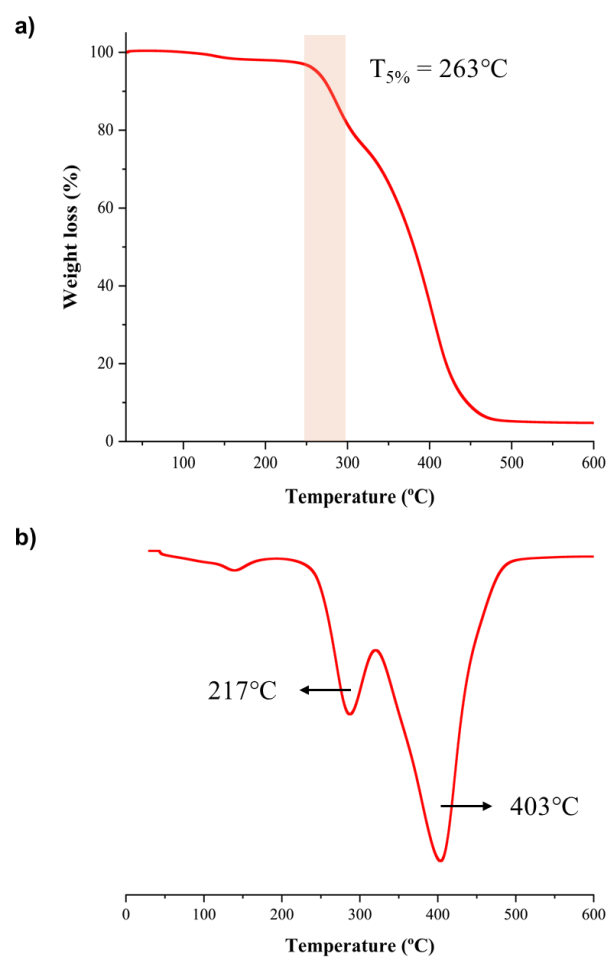 a)
T5% = 263°C
Weight loss (%)
100
80
60
40
20
0
100 200 300 400 500 600
Temperature (ºC)
b)
217°C
403°C
0 100 200 300 400 500 600
Temperature (ºC)